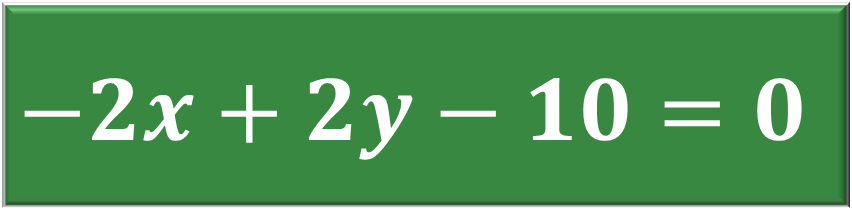 −2x + 2y − 10 = 0